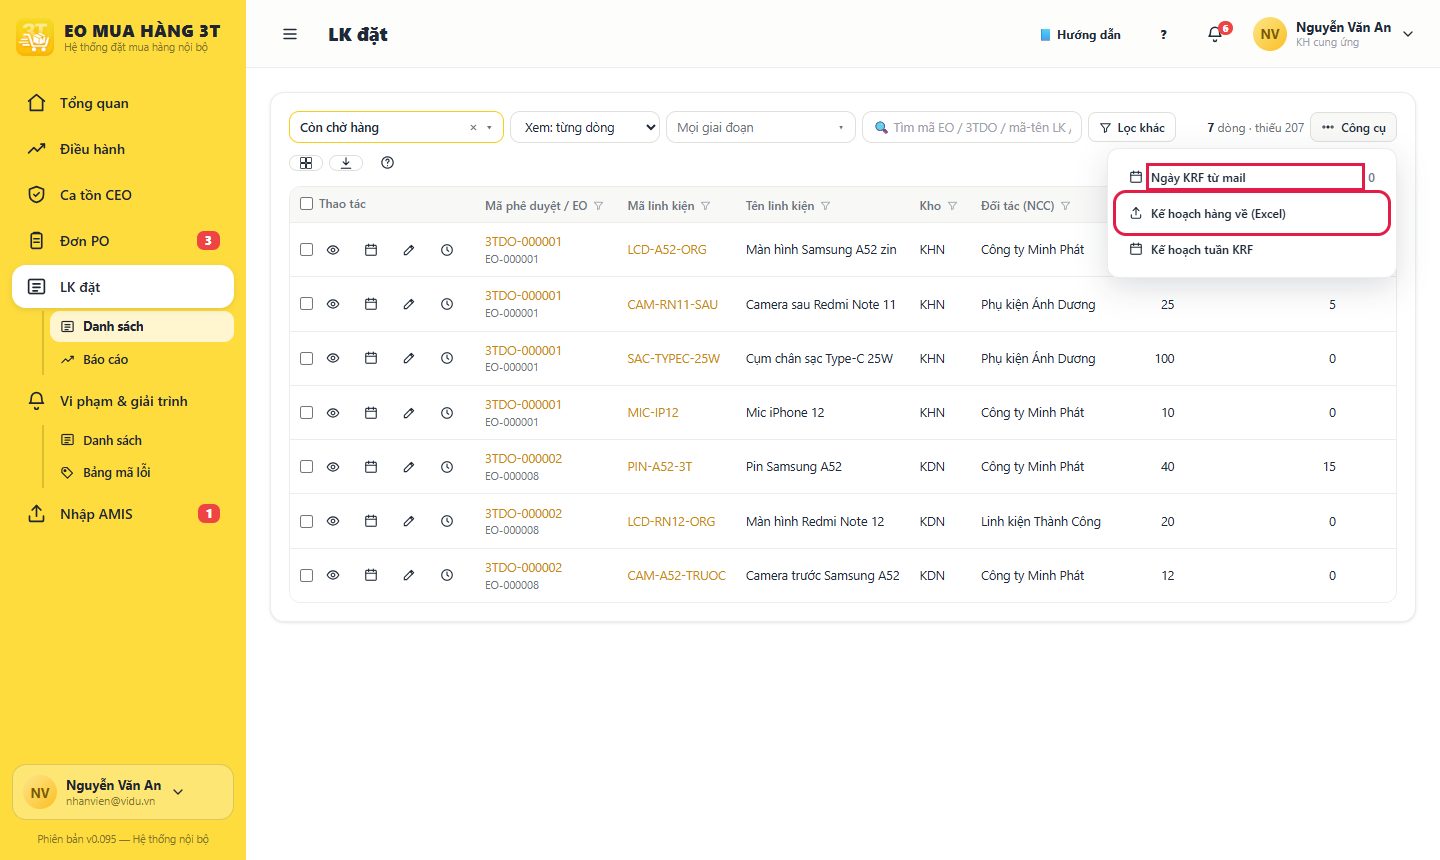 3T
EO MUA HÀNG 3T
Hệ thống đặt mua hàng nội bộ
Tổng quan
Điều hành
Ca tồn CEO
Đơn PO 3
LK đặt
Danh sách
Báo cáo
Vi phạm & giải trình
Danh sách
Bảng mã lỗi
Nhập AMIS 1
NV
Nguyễn Văn An
nhanvien@vidu.vn
Phiên bản v0.095 — Hệ thống nội bộ
LK đặt
Hướng dẫn
?
6
NV
Nguyễn Văn An
KH cung ứng
Còn chờ hàng × ▾
Xem: từng dòng
Mọi giai đoạn
Tìm mã EO / 3TDO / mã-tên LK /
Lọc khác
7 dòng · thiếu 207
••• Công cụ
Ngày KRF từ mail 0
Kế hoạch hàng về (Excel)
Kế hoạch tuần KRF
Thao tác Mã phê duyệt / EO Mã linh kiện Tên linh kiện Kho Đối tác (NCC)
3TDO-000001 LCD-A52-ORG Màn hình Samsung A52 zin KHN Công ty Minh Phát
EO-000001
3TDO-000001 CAM-RN11-SAU Camera sau Redmi Note 11 KHN Phụ kiện Ánh Dương 25 5
EO-000001
3TDO-000001 SAC-TYPEC-25W Cụm chân sạc Type-C 25W KHN Phụ kiện Ánh Dương 100 0
EO-000001
3TDO-000001 MIC-IP12 Mic iPhone 12 KHN Công ty Minh Phát 10 0
EO-000001
3TDO-000002 PIN-A52-3T Pin Samsung A52 KDN Công ty Minh Phát 40 15
EO-000008
3TDO-000002 LCD-RN12-ORG Màn hình Redmi Note 12 KDN Linh kiện Thành Công 20 0
EO-000008
3TDO-000002 CAM-A52-TRUOC Camera trước Samsung A52 KDN Công ty Minh Phát 12 0
EO-000008